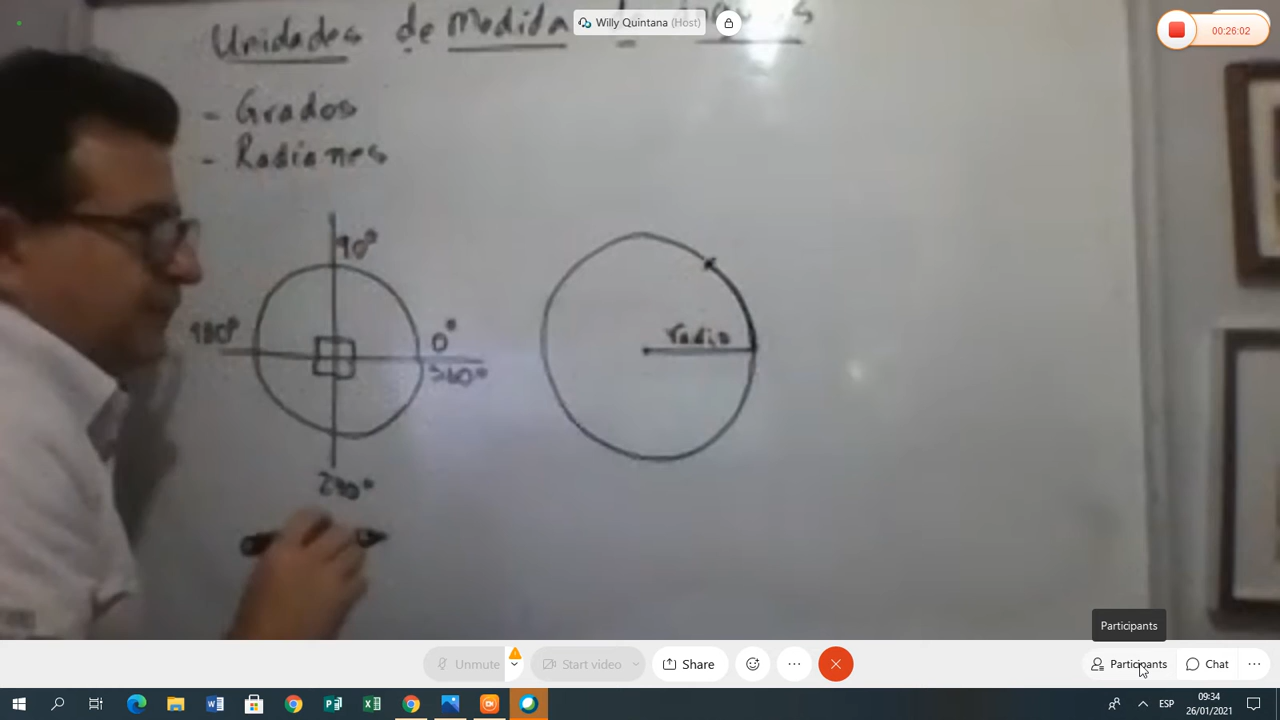 Willy Quintana (Host)
00:26:02
Unidades de Medida
- Grados
- Radianes
90°
180°
0°
360°
270°
radio
Participants
Unmute
Start video
Share
Participants
Chat
09:34
ESP
26/01/2021